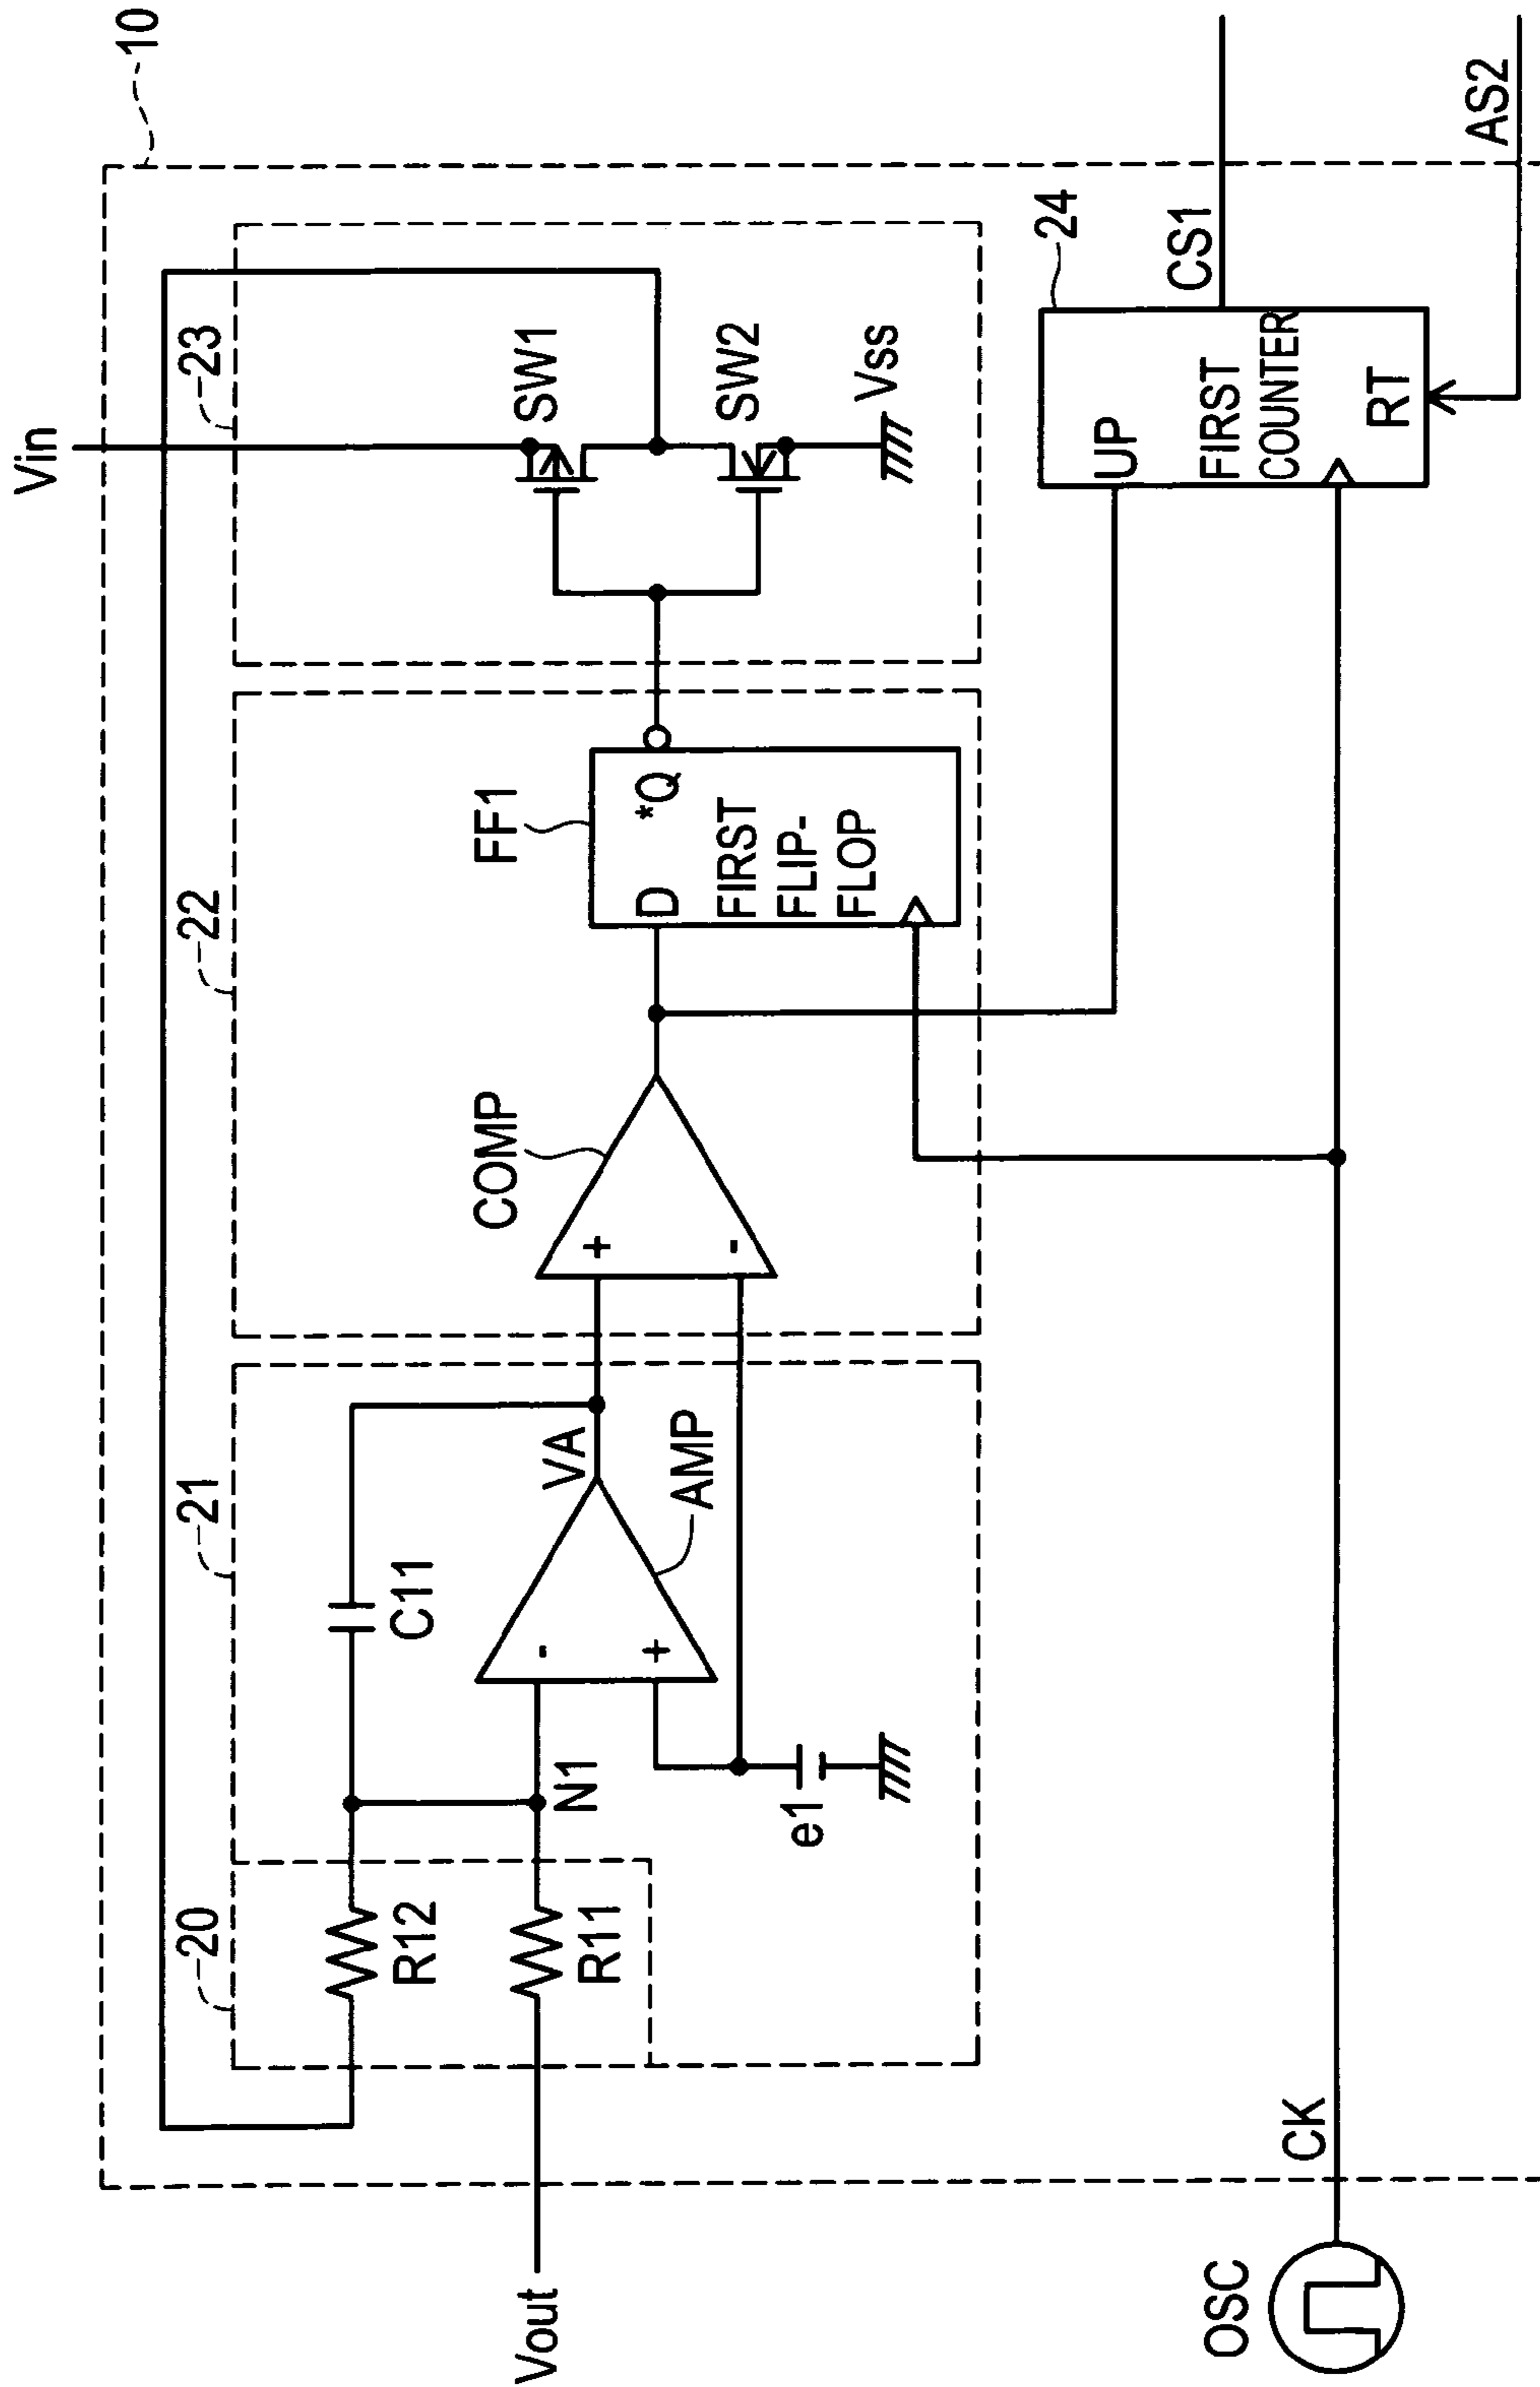 10
Vin
23
22
21
20
SW1
SW2
Vss
FF1
D
*Q
FIRST
FLIP-
FLOP
COMP
+
-
VA
AMP
C11
-
+
N1
e1
R12
R11
Vout
24
UP
FIRST
COUNTER
RT
CS1
AS2
CK
OSC